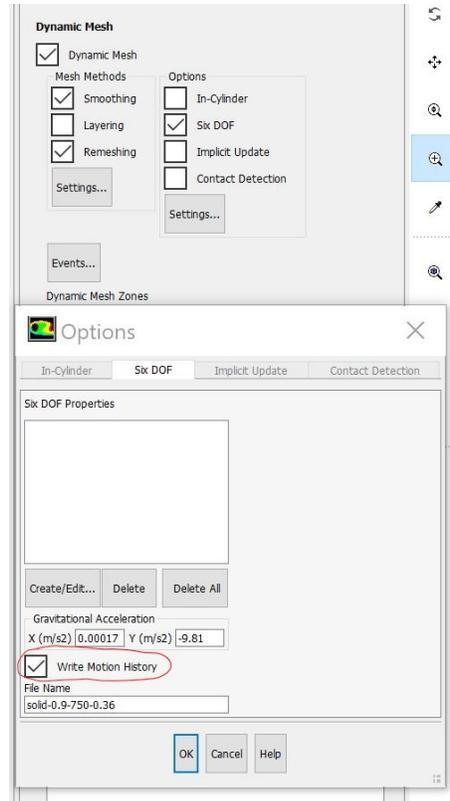 Dynamic Mesh
Dynamic Mesh
Mesh Methods
Options
Smoothing
In-Cylinder
Layering
Six DOF
Remeshing
Implicit Update
Contact Detection
Settings...
Settings...
Events...
Dynamic Mesh Zones
Options
In-Cylinder Six DOF Implicit Update Contact Detection
Six DOF Properties
Create/Edit... Delete Delete All
Gravitational Acceleration
X (m/s2) 0.00017 Y (m/s2) -9.81
Write Motion History
File Name
solid-0.9-750-0.36
OK Cancel Help